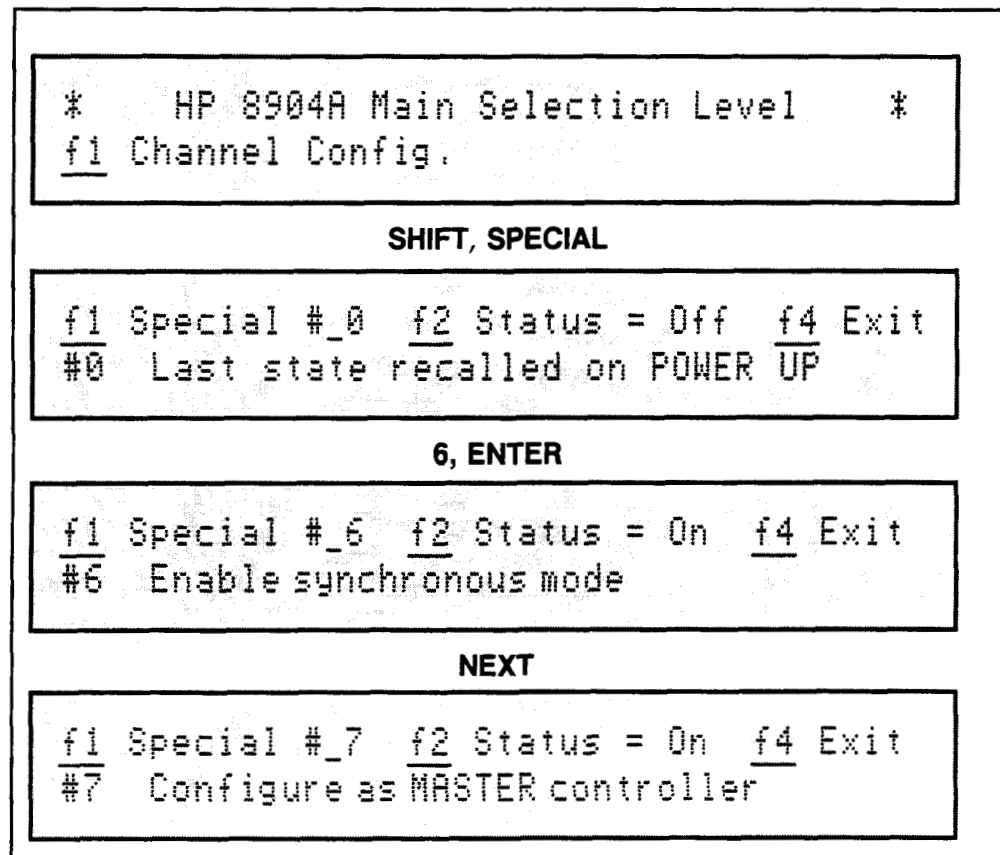 * HP 8904A Main Selection Level *
f1 Channel Config.
SHIFT, SPECIAL
f1 Special #_0 f2 Status = Off f4 Exit
#0 Last state recalled on POWER UP
6, ENTER
f1 Special #_6 f2 Status = On f4 Exit
#6 Enable synchronous mode
NEXT
f1 Special #_7 f2 Status = On f4 Exit
#7 Configure as MASTER controller